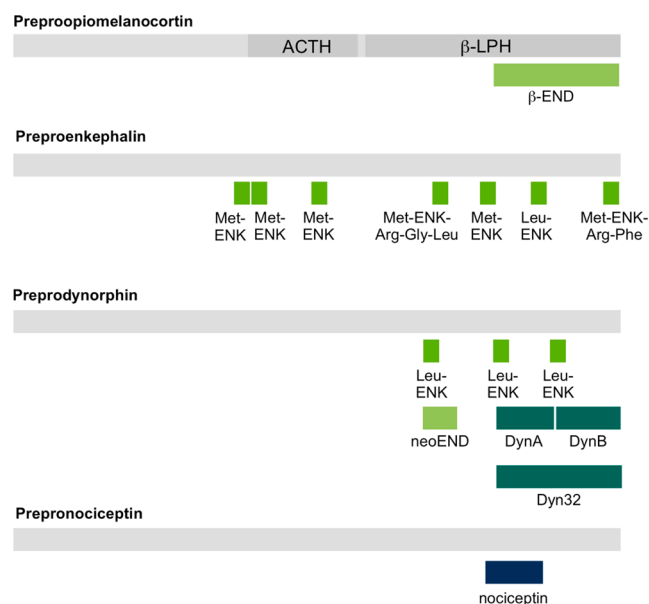 Preproopiomelanocortin
ACTH β-LPH
β-END
Preproenkephalin
Met- Met- Met- Met-ENK- Met- Leu- Met-ENK-
ENK ENK ENK Arg-Gly-Leu ENK ENK Arg-Phe
Preprodynorphin
Leu- Leu- Leu-
ENK ENK ENK
neoEND DynA DynB
Dyn32
Prepronociceptin
nociceptin